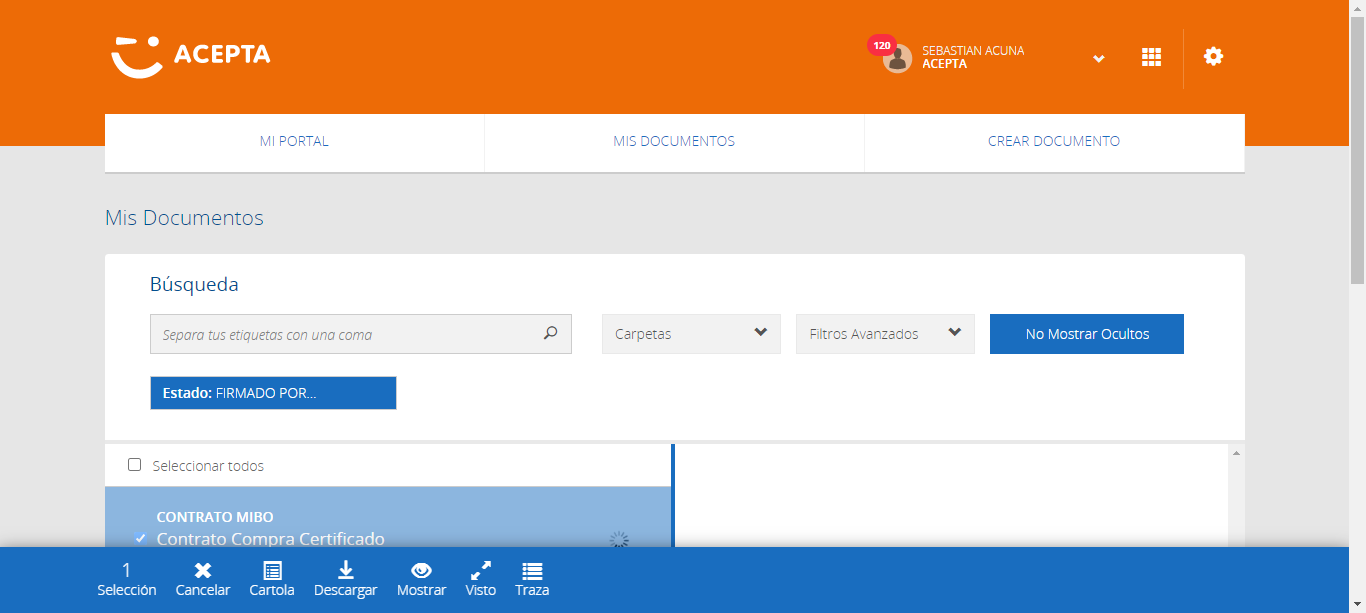 ACEPTA
120
SEBASTIAN ACUNA
ACEPTA
MI PORTAL
MIS DOCUMENTOS
CREAR DOCUMENTO
Mis Documentos
Búsqueda
Separa tus etiquetas con una coma
Carpetas
Filtros Avanzados
No Mostrar Ocultos
Estado: FIRMADO POR...
Seleccionar todos
CONTRATO MIBO
Contrato Compra Certificado
1
Selección
Cancelar
Cartola
Descargar
Mostrar
Visto
Traza